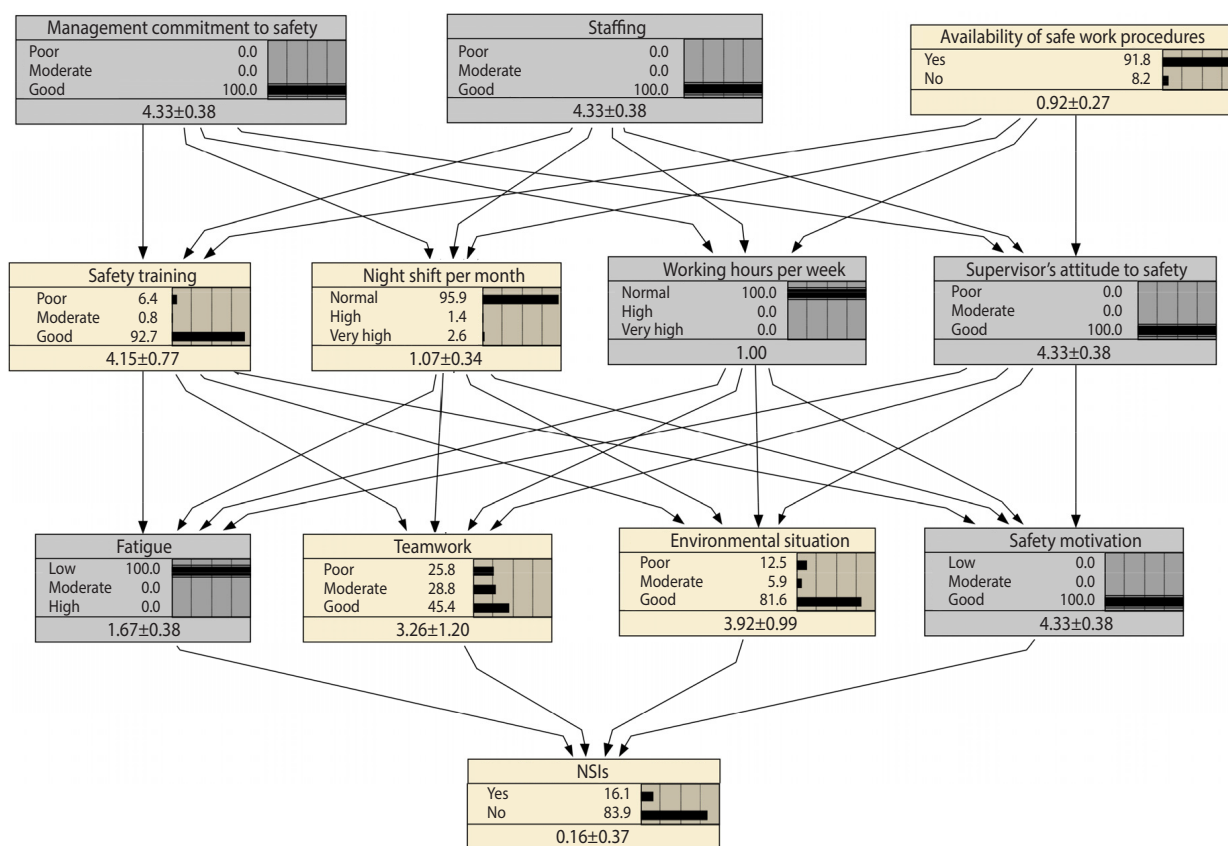 Management commitment to safety
Poor 0.0
Moderate 0.0
Good 100.0
4.33±0.38
Staffing
Poor 0.0
Moderate 0.0
Good 100.0
4.33±0.38
Availability of safe work procedures
Yes 91.8
No 8.2
0.92±0.27
Safety training
Poor 6.4
Moderate 0.8
Good 92.7
4.15±0.77
Night shift per month
Normal 95.9
High 1.4
Very high 2.6
1.07±0.34
Working hours per week
Normal 100.0
High 0.0
Very high 0.0
1.00
Supervisor's attitude to safety
Poor 0.0
Moderate 0.0
Good 100.0
4.33±0.38
Fatigue
Low 100.0
Moderate 0.0
High 0.0
1.67±0.38
Teamwork
Poor 25.8
Moderate 28.8
Good 45.4
3.26±1.20
Environmental situation
Poor 12.5
Moderate 5.9
Good 81.6
3.92±0.99
Safety motivation
Low 0.0
Moderate 0.0
Good 100.0
4.33±0.38
NSIs
Yes 16.1
No 83.9
0.16±0.37